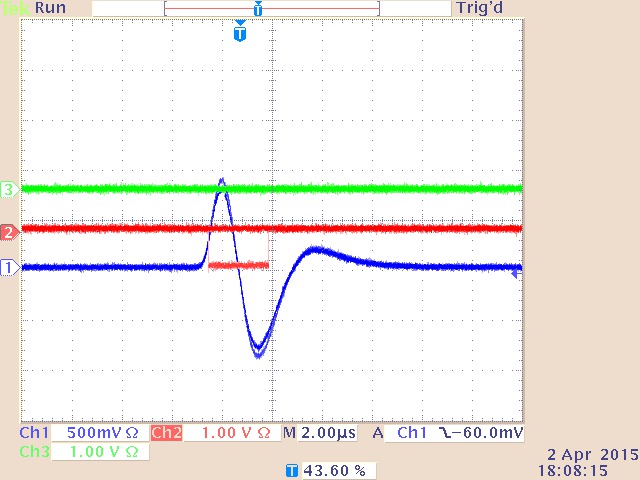 Tek Run Trig'd
T
T
3
2
1
Ch1 500mV Ω Ch2 1.00 V Ω M 2.00µs A Ch1 ∖ −60.0mV
Ch3 1.00 V Ω
2 Apr 2015
T 43.60 % 18:08:15